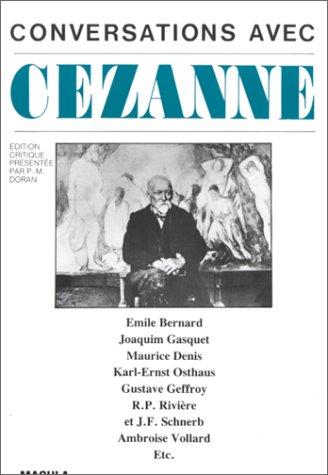 CONVERSATIONS AVEC
CEZANNE
EDITION
CRITIQUE
PRÉSENTÉE
PAR P.-M.
DORAN
Emile Bernard
Joaquim Gasquet
Maurice Denis
Karl-Ernst Osthaus
Gustave Geffroy
R.P. Rivière
et J.F. Schnerb
Ambroise Vollard
Etc.
MACULA